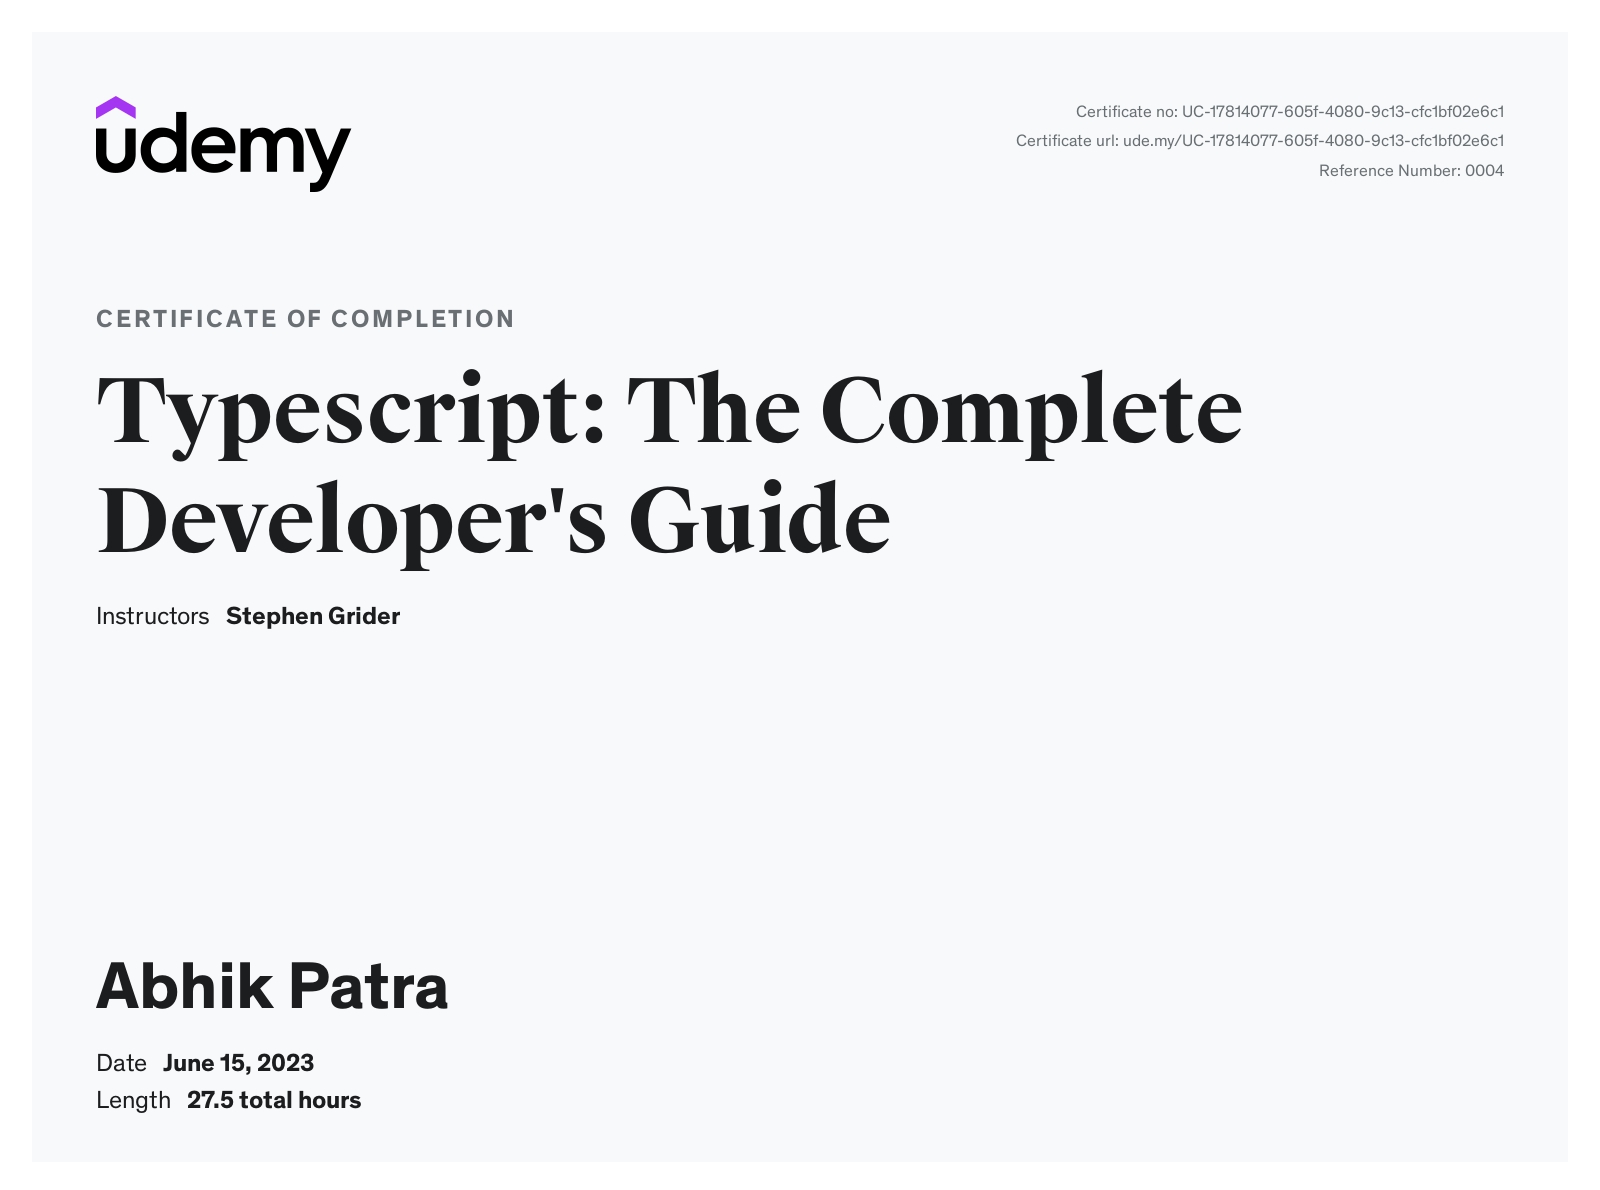 udemy
Certificate no: UC-17814077-605f-4080-9c13-cfc1bf02e6c1
Certificate url: ude.my/UC-17814077-605f-4080-9c13-cfc1bf02e6c1
Reference Number: 0004
CERTIFICATE OF COMPLETION
Typescript: The Complete
Developer's Guide
Instructors Stephen Grider
Abhik Patra
Date June 15, 2023
Length 27.5 total hours